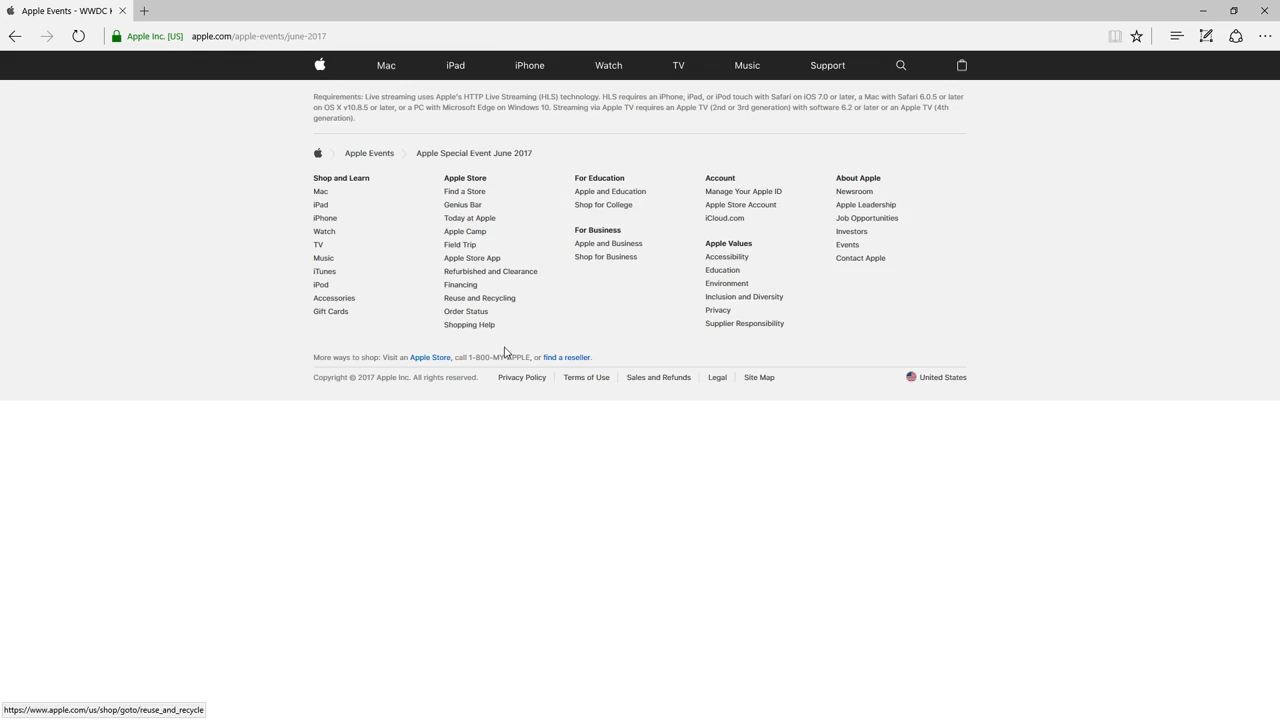 Apple Events - WWDC
Apple Inc. [US] apple.com/apple-events/june-2017
Mac iPad iPhone Watch TV Music Support
Requirements: Live streaming uses Apple's HTTP Live Streaming (HLS) technology. HLS requires an iPhone, iPad, or iPod touch with Safari on iOS 7.0 or later, a Mac with Safari 6.0.5 or later
on OS X v10.8.5 or later, or a PC with Microsoft Edge on Windows 10. Streaming via Apple TV requires an Apple TV (2nd or 3rd generation) with software 6.2 or later or an Apple TV (4th
generation).
Apple Events Apple Special Event June 2017
Shop and Learn
Mac
iPad
iPhone
Watch
TV
Music
iTunes
iPod
Accessories
Gift Cards
Apple Store
Find a Store
Genius Bar
Today at Apple
Apple Camp
Field Trip
Apple Store App
Refurbished and Clearance
Financing
Reuse and Recycling
Order Status
Shopping Help
For Education
Apple and Education
Shop for College
For Business
Apple and Business
Shop for Business
Account
Manage Your Apple ID
Apple Store Account
iCloud.com
Apple Values
Accessibility
Education
Environment
Inclusion and Diversity
Privacy
Supplier Responsibility
About Apple
Newsroom
Apple Leadership
Job Opportunities
Investors
Events
Contact Apple
More ways to shop: Visit an Apple Store, call 1-800-MY-APPLE, or find a reseller.
Copyright © 2017 Apple Inc. All rights reserved. Privacy Policy Terms of Use Sales and Refunds Legal Site Map United States
https://www.apple.com/us/shop/goto/reuse_and_recycle